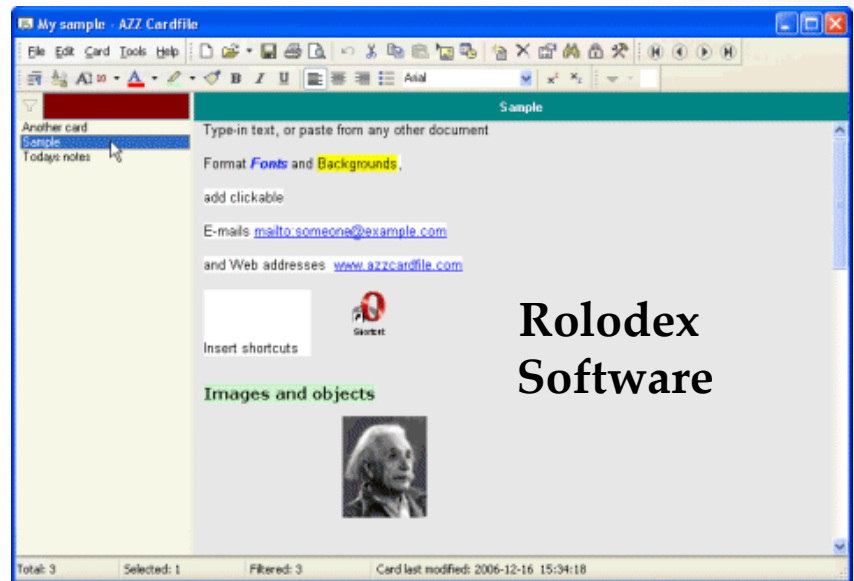 My sample - AZZ Cardfile
File Edit Card Tools Help
B I U Arial x² x₂
Sample
Another card
Sample
Todays notes
Type-in text, or paste from any other document
Format Fonts and Backgrounds,
add clickable
E-mails mailto:someone@example.com
and Web addresses www.azzcardfile.com
Shortcut
Insert shortcuts
Rolodex
Software
Images and objects
Total: 3 Selected: 1 Filtered: 3 Card last modified: 2006-12-16 15:34:18